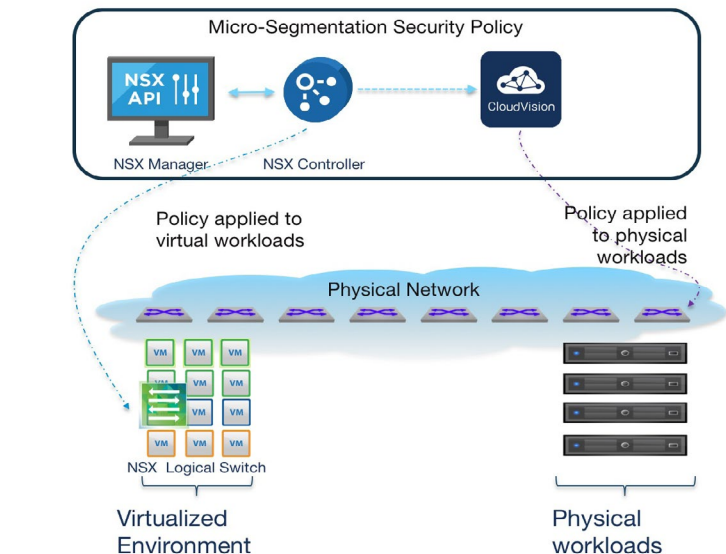 Micro-Segmentation Security Policy
NSX
API
CloudVision
NSX Manager
NSX Controller
Policy applied to
virtual workloads
Policy applied
to physical
workloads
Physical Network
VM VM VM
VM
VM VM
VM VM VM
NSX Logical Switch
Virtualized
Environment
Physical
workloads